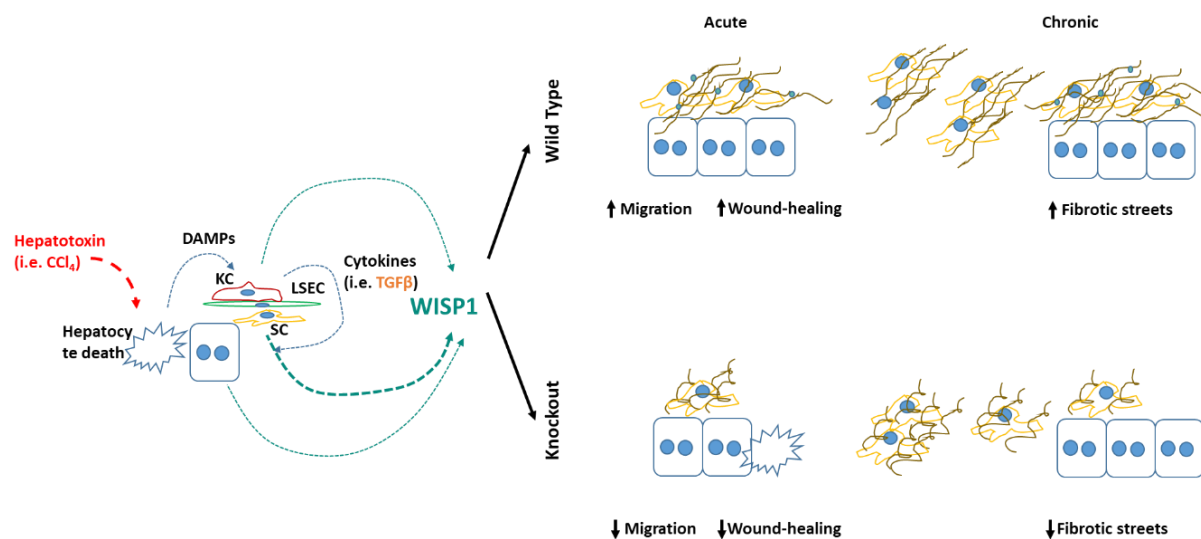 Acute
Chronic
Wild Type
↑ Migration
↑ Wound-healing
↑ Fibrotic streets
Hepatotoxin
(i.e. CCl₄)
DAMPs
KC
LSEC
SC
Cytokines
(i.e. TGFβ)
WISP1
Hepatocy
te death
Knockout
↓ Migration
↓ Wound-healing
↓ Fibrotic streets